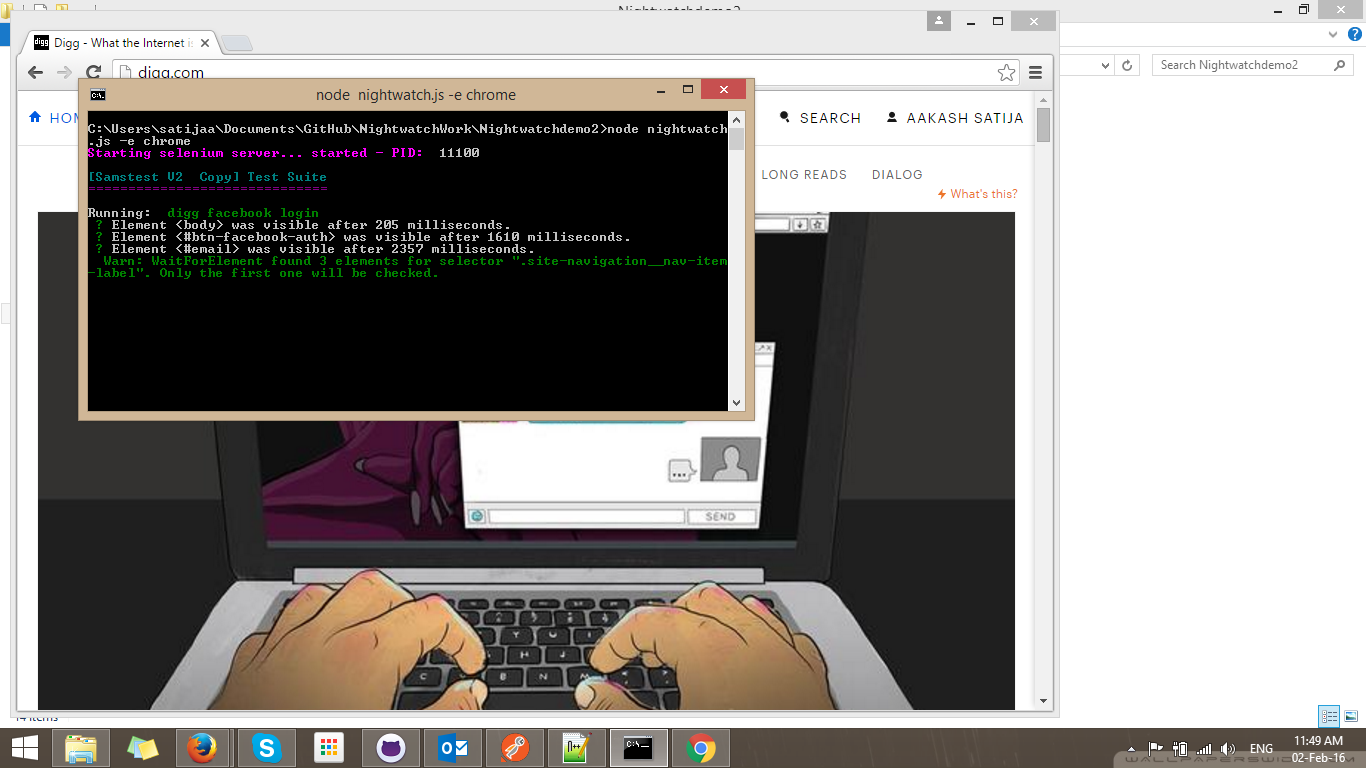 Nightwatchdemo2
digg Digg - What the Internet is
digg.com
Search Nightwatchdemo2
node  nightwatch.js -e chrome
HOM
SEARCH
AAKASH SATIJA
LONG READS
DIALOG
What's this?
C:\Users\satijaa\Documents\GitHub\NightwatchWork\Nightwatchdemo2>node nightwatch
.js -e chrome
Starting selenium server... started - PID:  11100
[Samstest V2  Copy] Test Suite
==============================
Running:  digg facebook login
? Element <body> was visible after 205 milliseconds.
? Element <#btn-facebook-auth> was visible after 1610 milliseconds.
? Element <#email> was visible after 2357 milliseconds.
Warn: WaitForElement found 3 elements for selector ".site-navigation__nav-item
-label". Only the first one will be checked.
SEND
Y U
H J
C B N M
14 items
ENG
11:49 AM
02-Feb-16